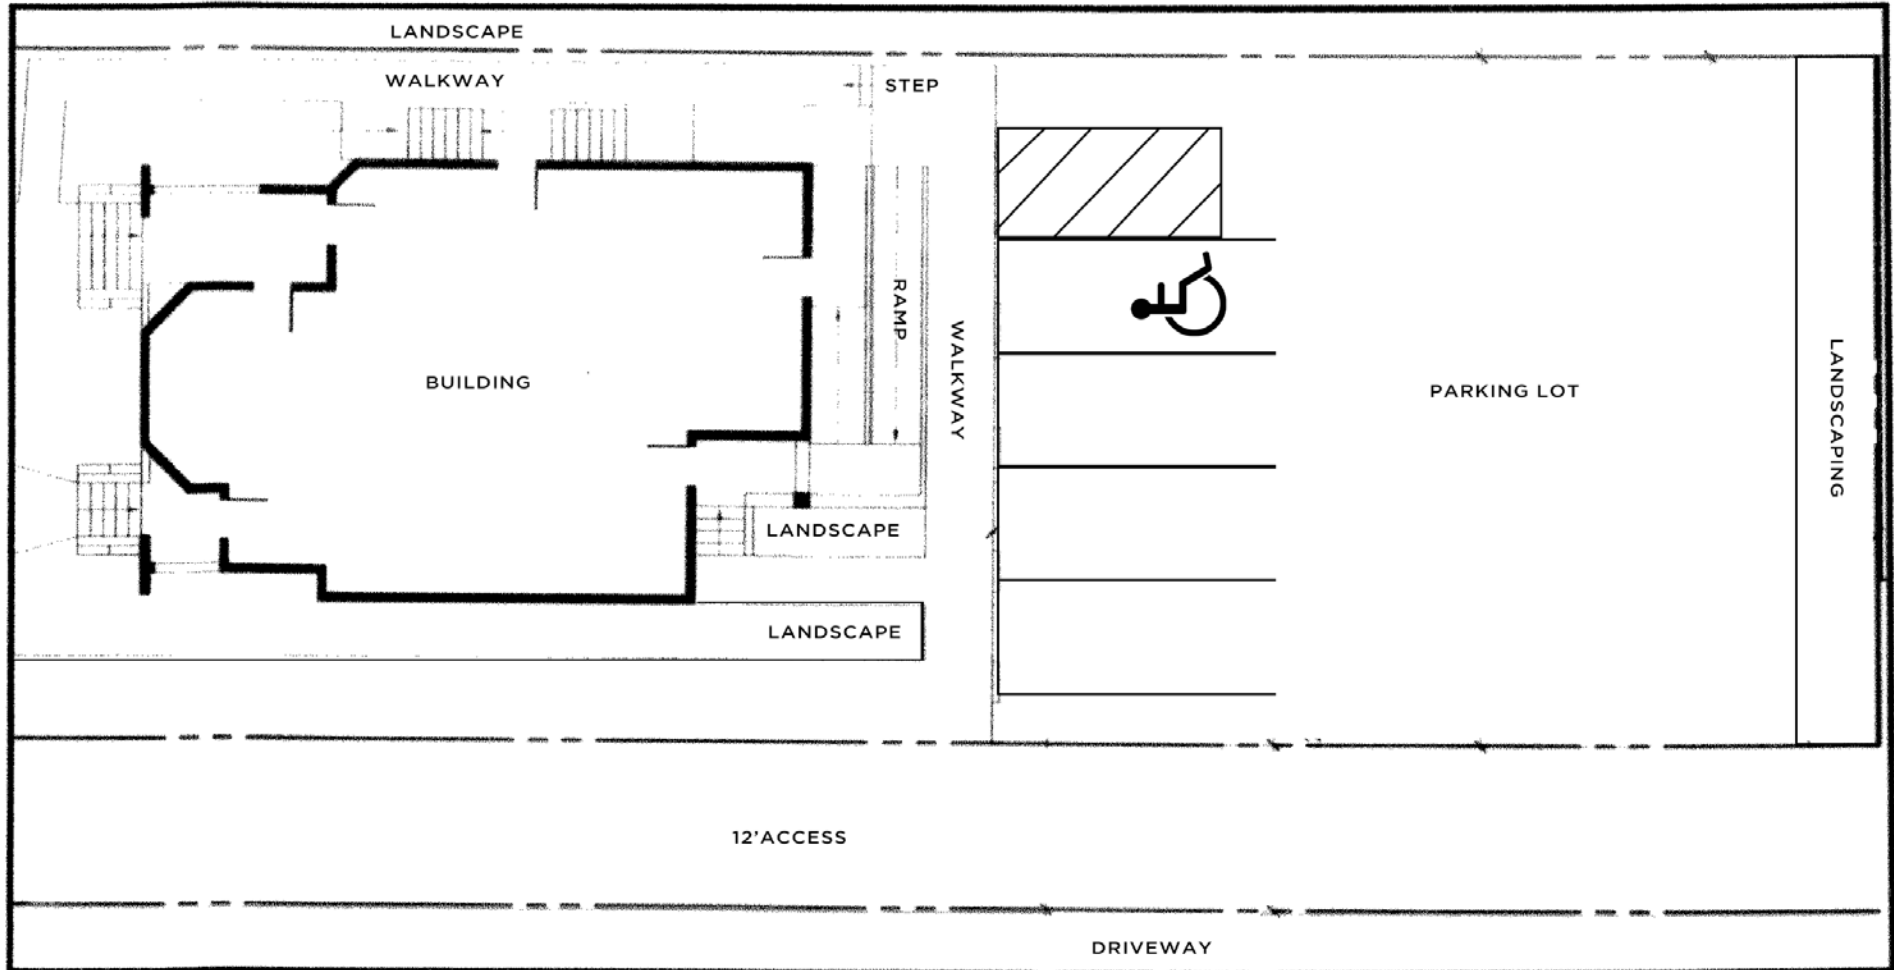 LANDSCAPE
WALKWAY
STEP
RAMP
WALKWAY
BUILDING
PARKING LOT
LANDSCAPING
LANDSCAPE
LANDSCAPE
12'ACCESS
DRIVEWAY